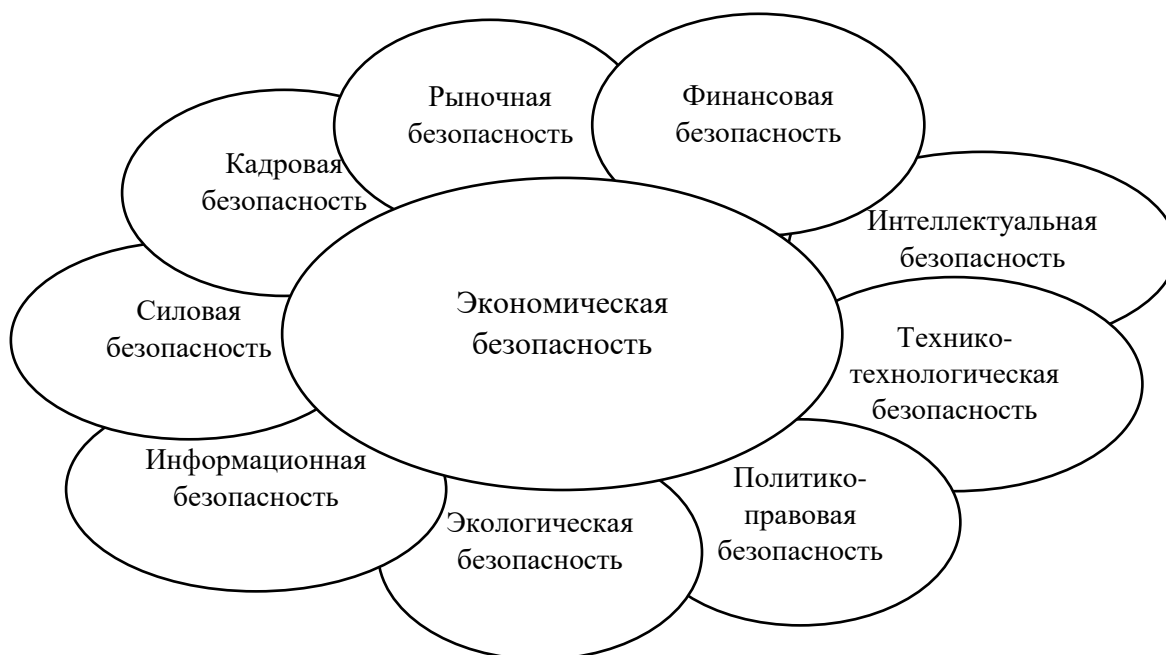 Рыночная
безопасность
Финансовая
безопасность
Кадровая
безопасность
Интеллектуальная
безопасность
Экономическая
безопасность
Силовая
безопасность
Технико-
технологическая
безопасность
Информационная
безопасность
Политико-
правовая
безопасность
Экологическая
безопасность